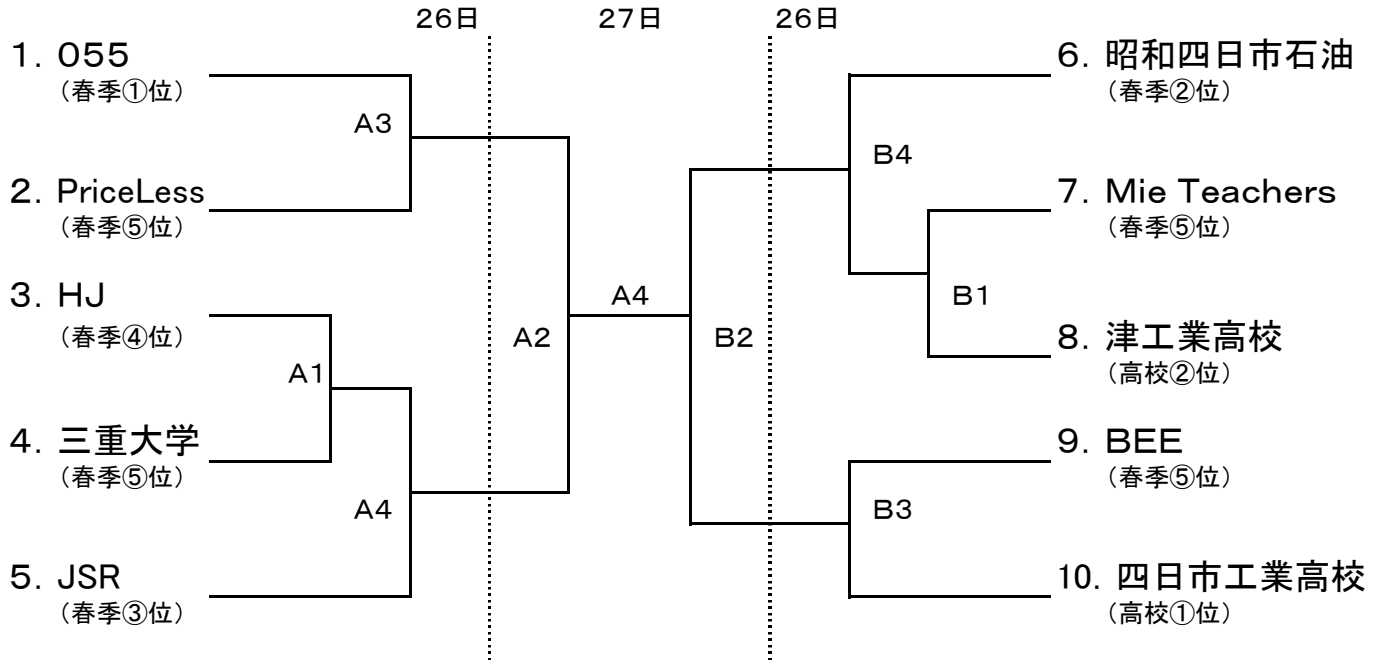 26日
27日
26日
1. O55
(春季①位)
A3
2. PriceLess
(春季⑤位)
3. HJ
(春季④位)
A1
4. 三重大学
(春季⑤位)
A4
5. JSR
(春季③位)
A2
A4
B2
6. 昭和四日市石油
(春季②位)
B4
7. Mie Teachers
(春季⑤位)
B1
8. 津工業高校
(高校②位)
9. BEE
(春季⑤位)
B3
10. 四日市工業高校
(高校①位)